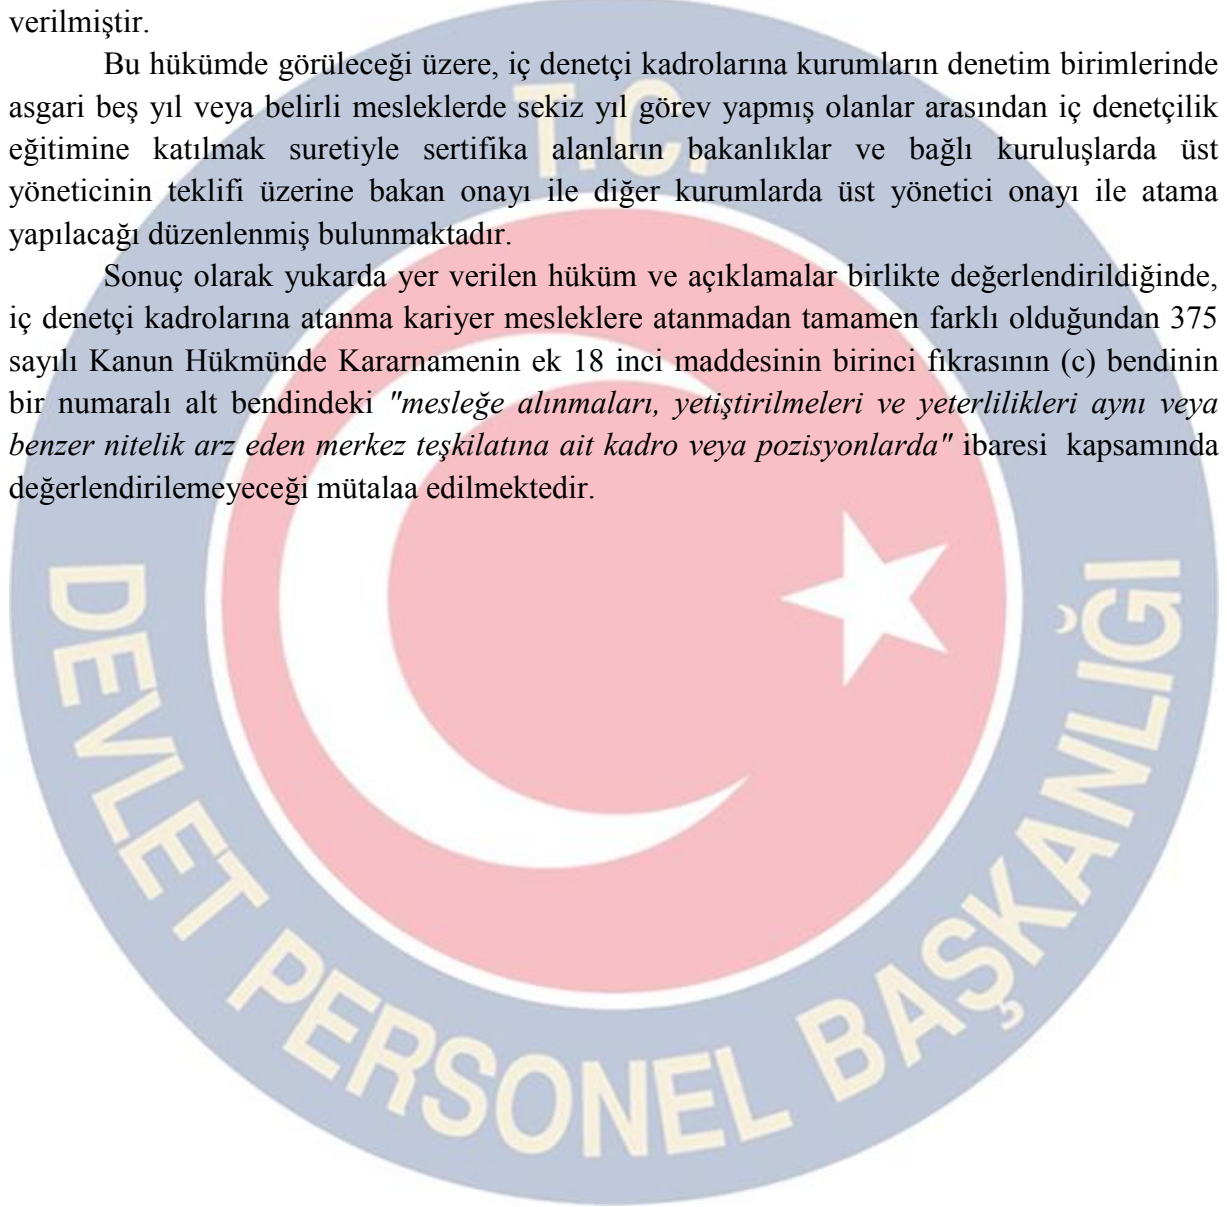 verilmiştir.
Bu hükümde görüleceği üzere, iç denetçi kadrolarına kurumların denetim birimlerinde
asgari beş yıl veya belirli mesleklerde sekiz yıl görev yapmış olanlar arasından iç denetçilik
eğitimine katılmak suretiyle sertifika alanların bakanlıklar ve bağlı kuruluşlarda üst
yöneticinin teklifi üzerine bakan onayı ile diğer kurumlarda üst yönetici onayı ile atama
yapılacağı düzenlenmiş bulunmaktadır.
Sonuç olarak yukarda yer verilen hüküm ve açıklamalar birlikte değerlendirildiğinde,
iç denetçi kadrolarına atanma kariyer mesleklere atanmadan tamamen farklı olduğundan 375
sayılı Kanun Hükmünde Kararnamenin ek 18 inci maddesinin birinci fıkrasının (c) bendinin
bir numaralı alt bendindeki "mesleğe alınmaları, yetiştirilmeleri ve yeterlilikleri aynı veya
benzer nitelik arz eden merkez teşkilatına ait kadro veya pozisyonlarda" ibaresi kapsamında
değerlendirilemeyeceği mütalaa edilmektedir.
T.C.
DEVLET PERSONEL BAŞKANLIĞI